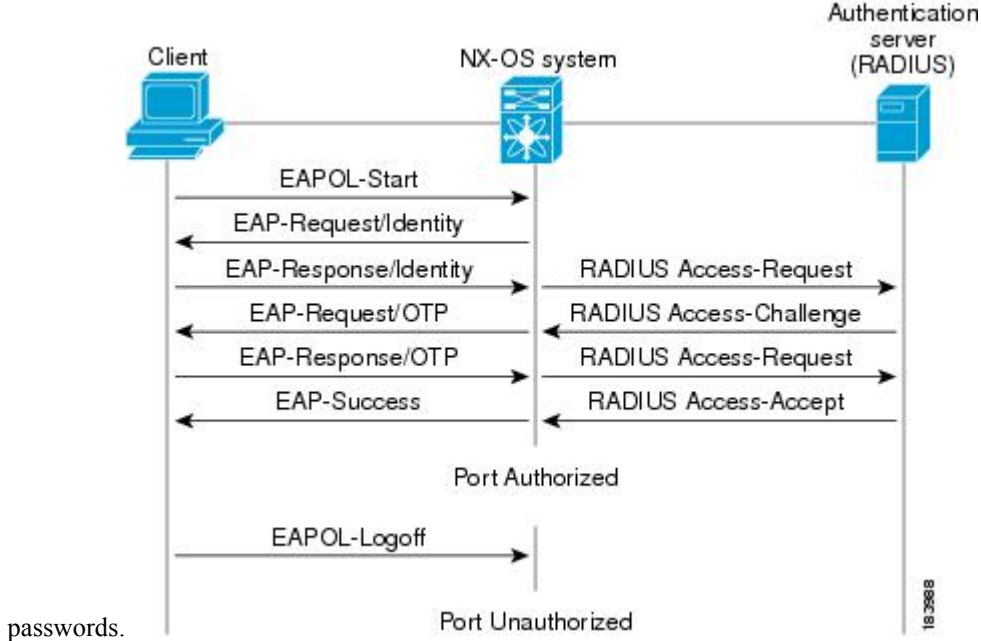 Authentication
server
(RADIUS)
Client
NX-OS system
EAPOL-Start
EAP-Request/Identity
EAP-Response/Identity
RADIUS Access-Request
EAP-Request/OTP
RADIUS Access-Challenge
EAP-Response/OTP
RADIUS Access-Request
EAP-Success
RADIUS Access-Accept
Port Authorized
EAPOL-Logoff
Port Unauthorized
183988
passwords.